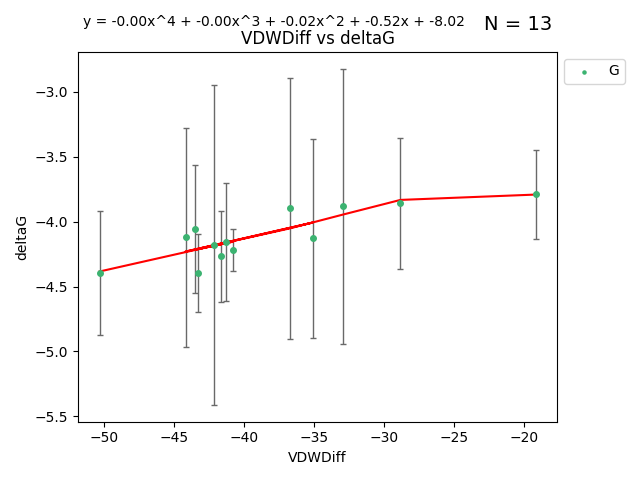 y = -0.00x^4 + -0.00x^3 + -0.02x^2 + -0.52x + -8.02
N = 13
VDWDiff vs deltaG
G
−3.0
−3.5
−4.0
−4.5
−5.0
−5.5
deltaG
−50
−45
−40
−35
−30
−25
−20
VDWDiff